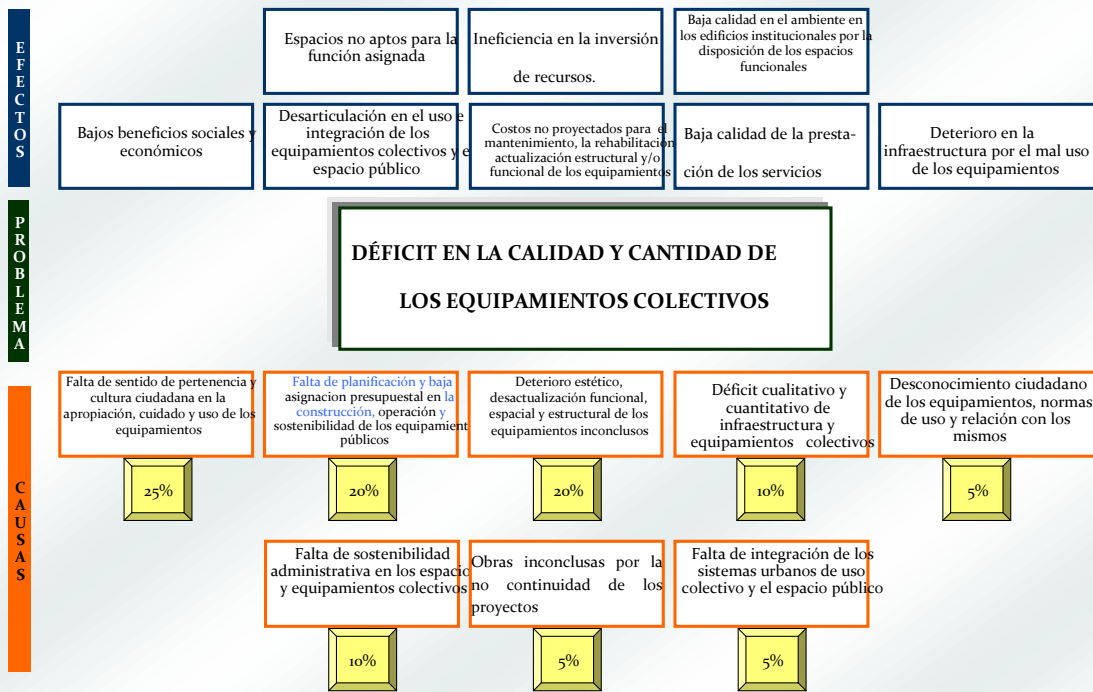 EFECTOS
Espacios no aptos para la
función asignada
Ineficiencia en la inversión
de recursos.
Baja calidad en el ambiente en
los edificios institucionales por la
disposición de los espacios
funcionales
Bajos beneficios sociales y
económicos
Desarticulación en el uso e
integración de los
equipamientos colectivos y e
espacio público
Costos no proyectados para el
mantenimiento, la rehabilitación
actualización estructural y/o
funcional de los equipamientos
Baja calidad de la presta-
ción de los servicios
Deterioro en la
infraestructura por el mal uso
de los equipamientos
PROBLEMA
DÉFICIT EN LA CALIDAD Y CANTIDAD DE
LOS EQUIPAMIENTOS COLECTIVOS
CAUSAS
Falta de sentido de pertenencia y
cultura ciudadana en la
apropiación, cuidado y uso de los
equipamientos
25%
Falta de planificación y baja
asignacion presupuestal en la
construcción, operación y
sostenibilidad de los equipamient
públicos
20%
Deterioro estético,
desactualización funcional,
espacial y estructural de los
equipamientos inconclusos
20%
Déficit cualitativo y
cuantitativo de
infraestructura y
equipamientos colectivos
10%
Desconocimiento ciudadano
de los equipamientos, normas
de uso y relación con los
mismos
5%
Falta de sostenibilidad
administrativa en los espacio
y equipamientos colectivos
10%
Obras inconclusas por la
no continuidad de los
proyectos
5%
Falta de integración de los
sistemas urbanos de uso
colectivo y el espacio público
5%